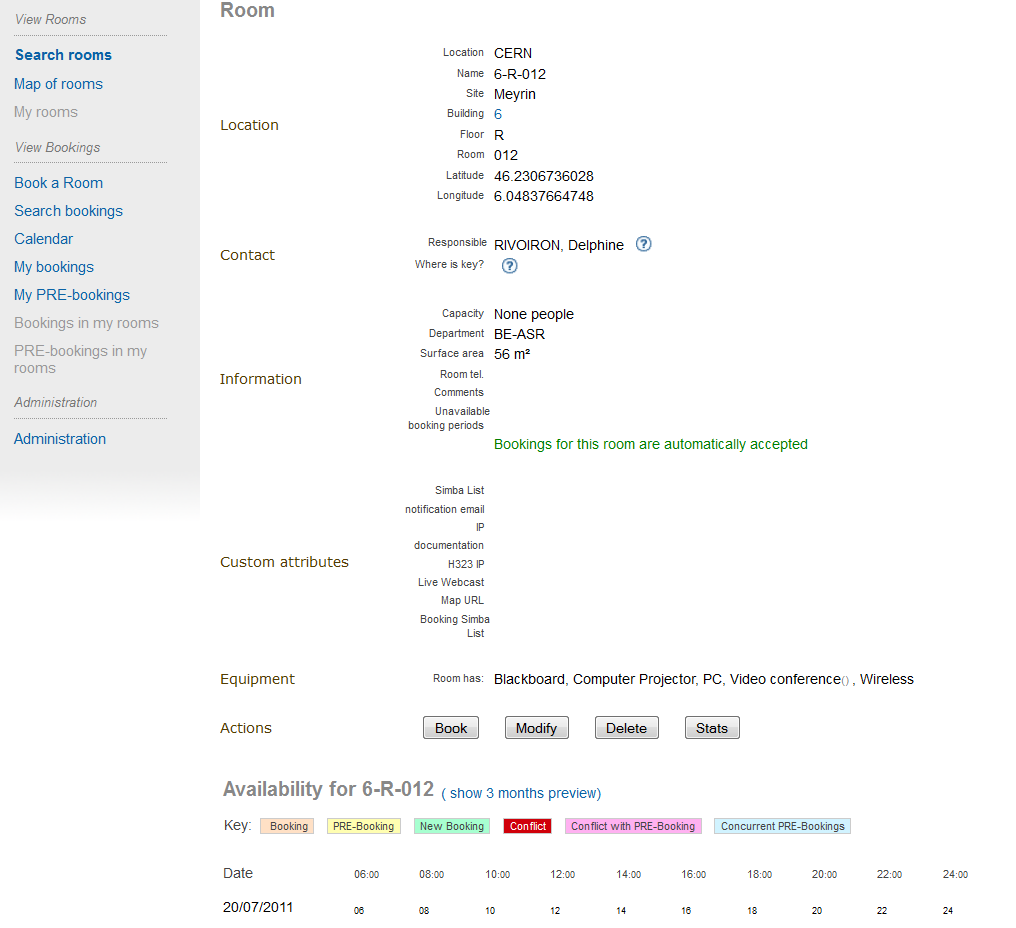 View Rooms
Search rooms
Map of rooms
My rooms
View Bookings
Book a Room
Search bookings
Calendar
My bookings
My PRE-bookings
Bookings in my rooms
PRE-bookings in my
rooms
Administration
Administration
Room
Location
Location CERN
Name 6-R-012
Site Meyrin
Building 6
Floor R
Room 012
Latitude 46.2306736028
Longitude 6.04837664748
Contact
Responsible RIVOIRON, Delphine ?
Where is key? ?
Information
Capacity None people
Department BE-ASR
Surface area 56 m²
Room tel.
Comments
Unavailable
booking periods
Bookings for this room are automatically accepted
Custom attributes
Simba List
notification email
IP
documentation
H323 IP
Live Webcast
Map URL
Booking Simba
List
Equipment Room has: Blackboard, Computer Projector, PC, Video conference() , Wireless
Actions Book Modify Delete Stats
Availability for 6-R-012 ( show 3 months preview)
Key: Booking PRE-Booking New Booking Conflict Conflict with PRE-Booking Concurrent PRE-Bookings
Date 06:00 08:00 10:00 12:00 14:00 16:00 18:00 20:00 22:00 24:00
20/07/2011 06 08 10 12 14 16 18 20 22 24